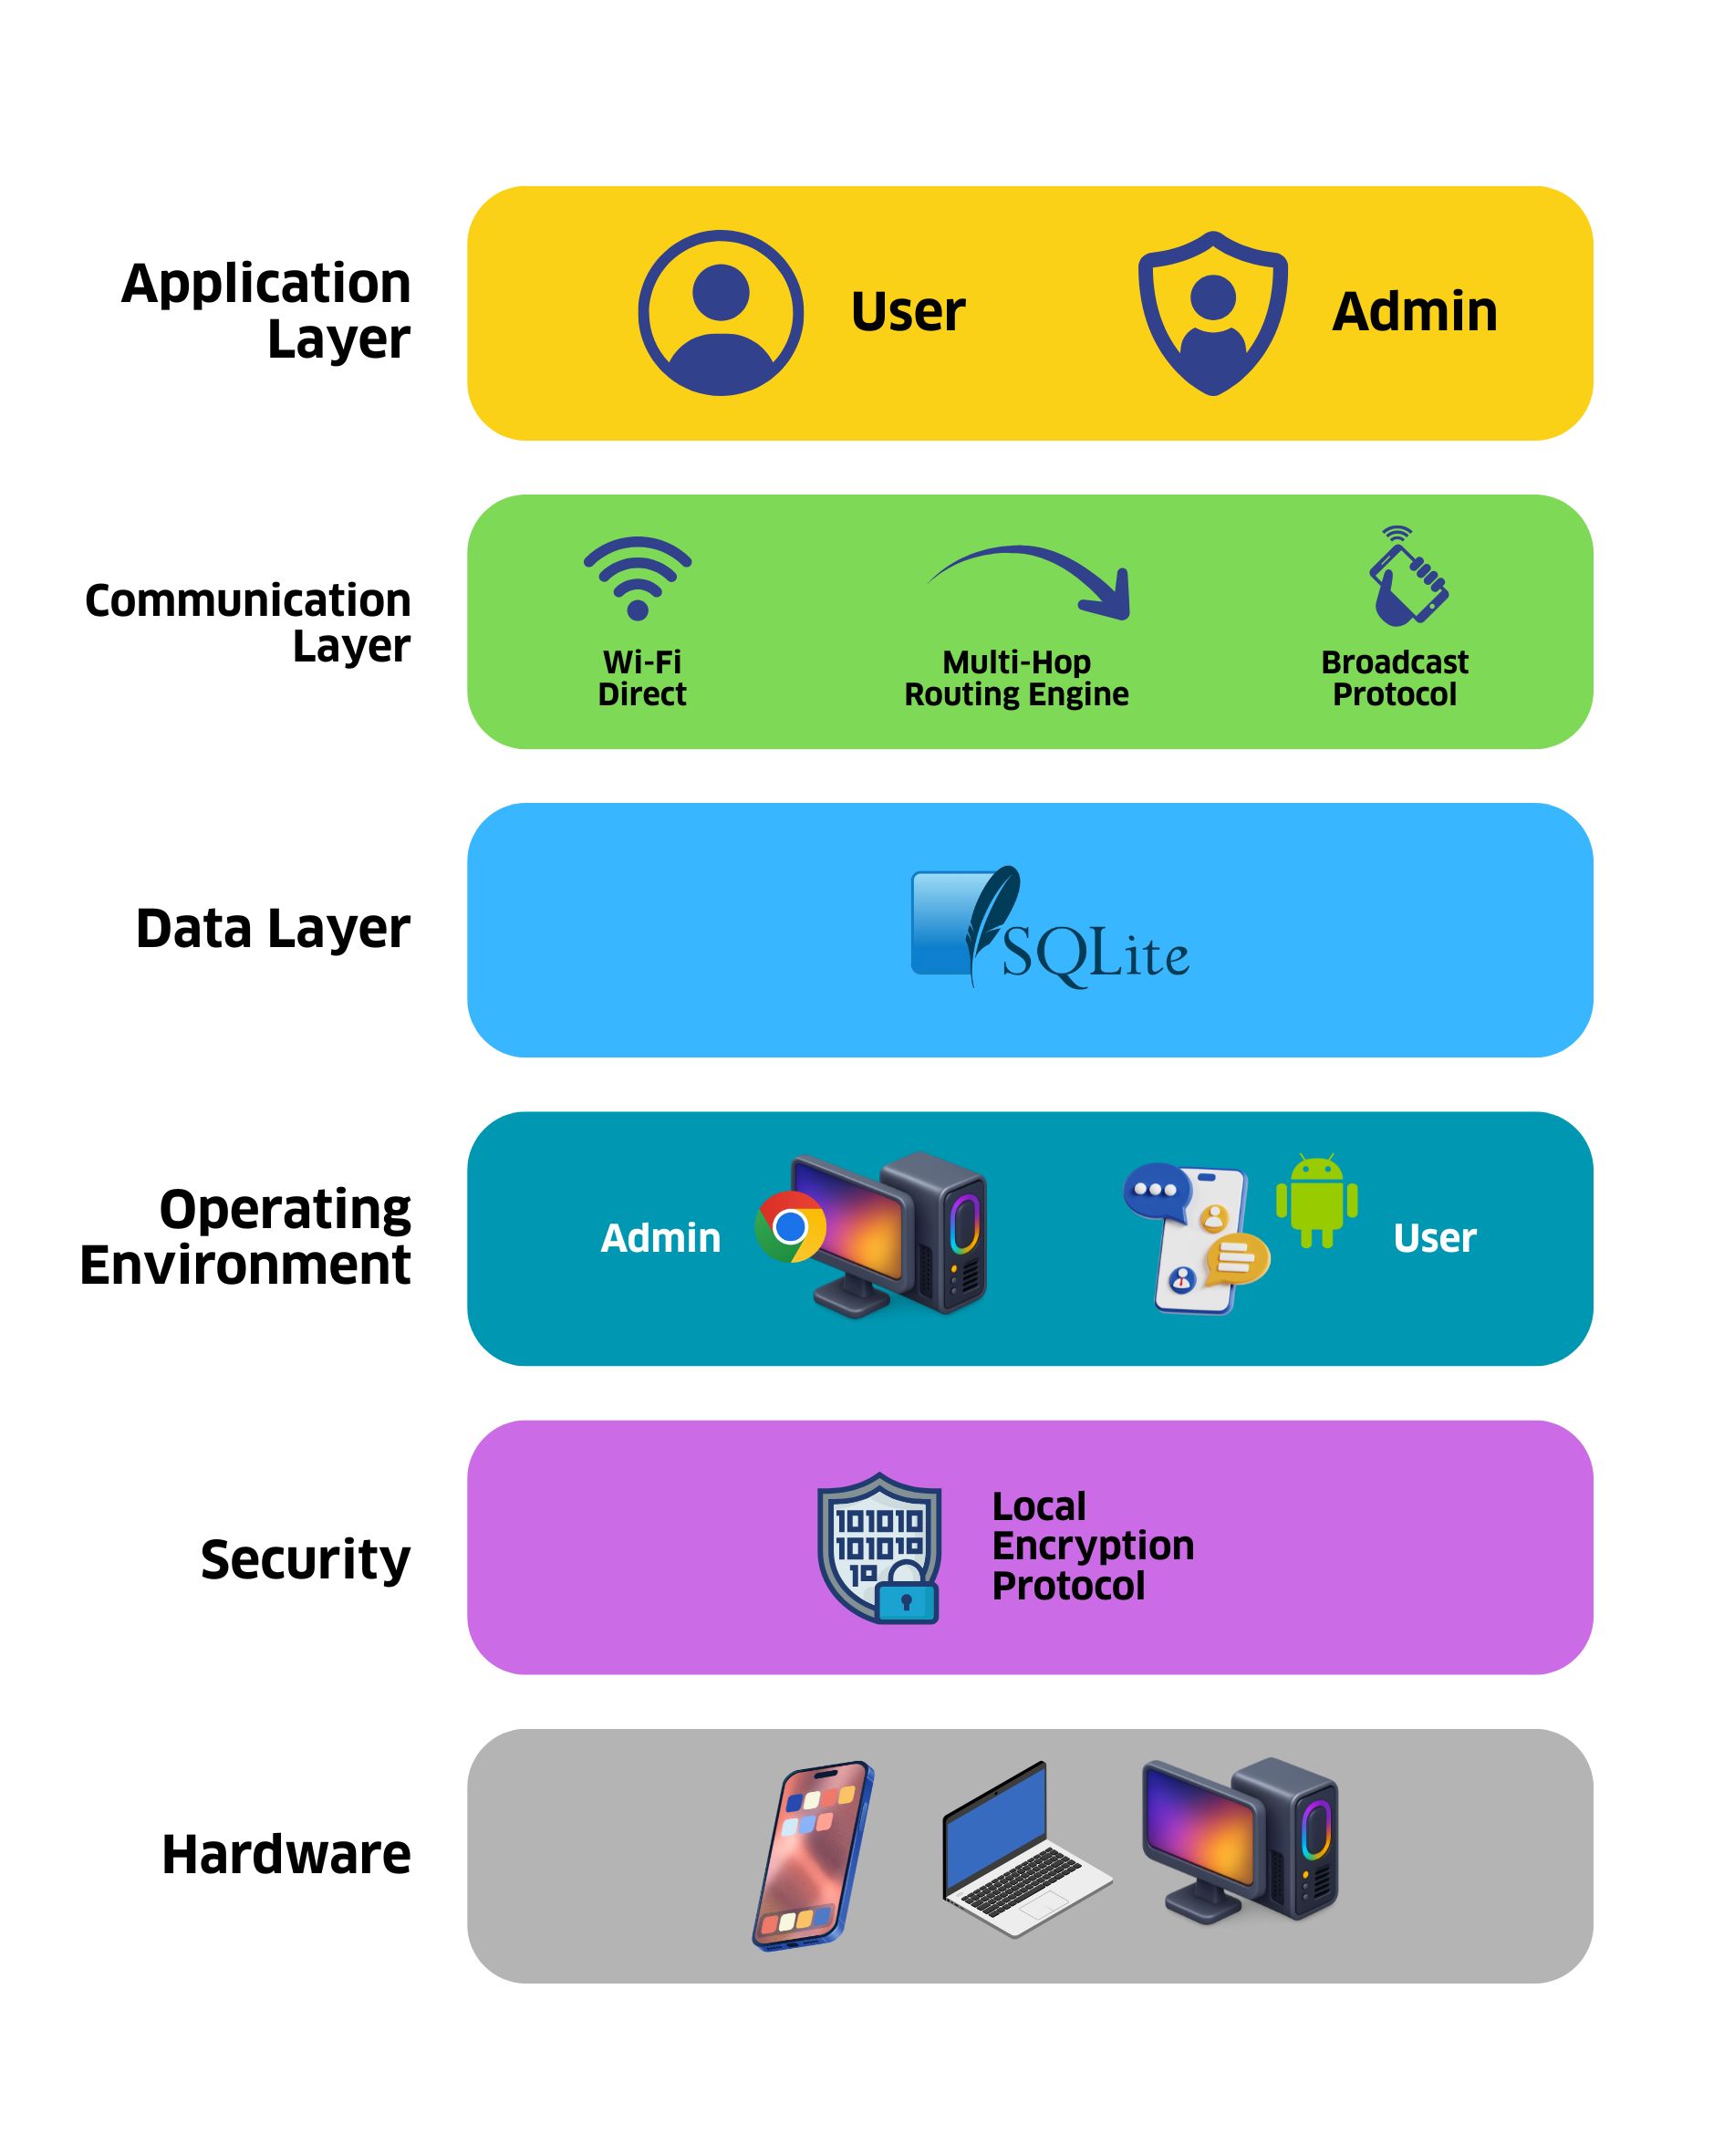 Application
Layer
User
Admin
Communication
Layer
Wi-Fi
Direct
Multi-Hop
Routing Engine
Broadcast
Protocol
Data Layer
SQLite
Operating
Environment
Admin
User
Security
101010
101010
10
Local
Encryption
Protocol
Hardware